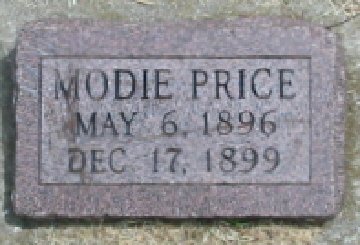 MODIE PRICE
MAY 6, 1896
DEC 17, 1899